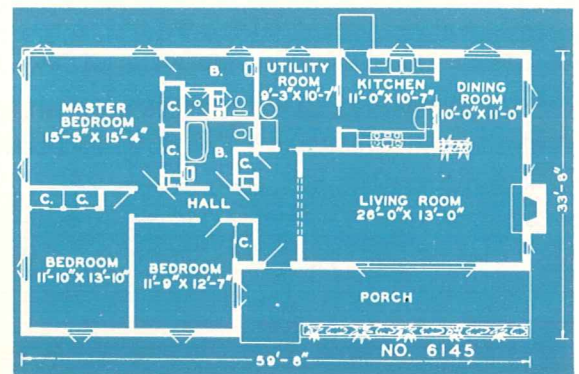 B.
UTILITY
ROOM
9'-3" X 10'-7"
KITCHEN
11'-0" X 10'-7"
DINING
ROOM
10'-0" X 11'-0"
MASTER
BEDROOM
15'-5" X 15'-4"
C.
C.
B.
C.
C.
C.
HALL
LIVING ROOM
26'-0" X 13'-0"
33'-8"
BEDROOM
11'-10" X 13'-10"
BEDROOM
11'-9" X 12'-7"
C.
PORCH
NO. 6145
59'-8"